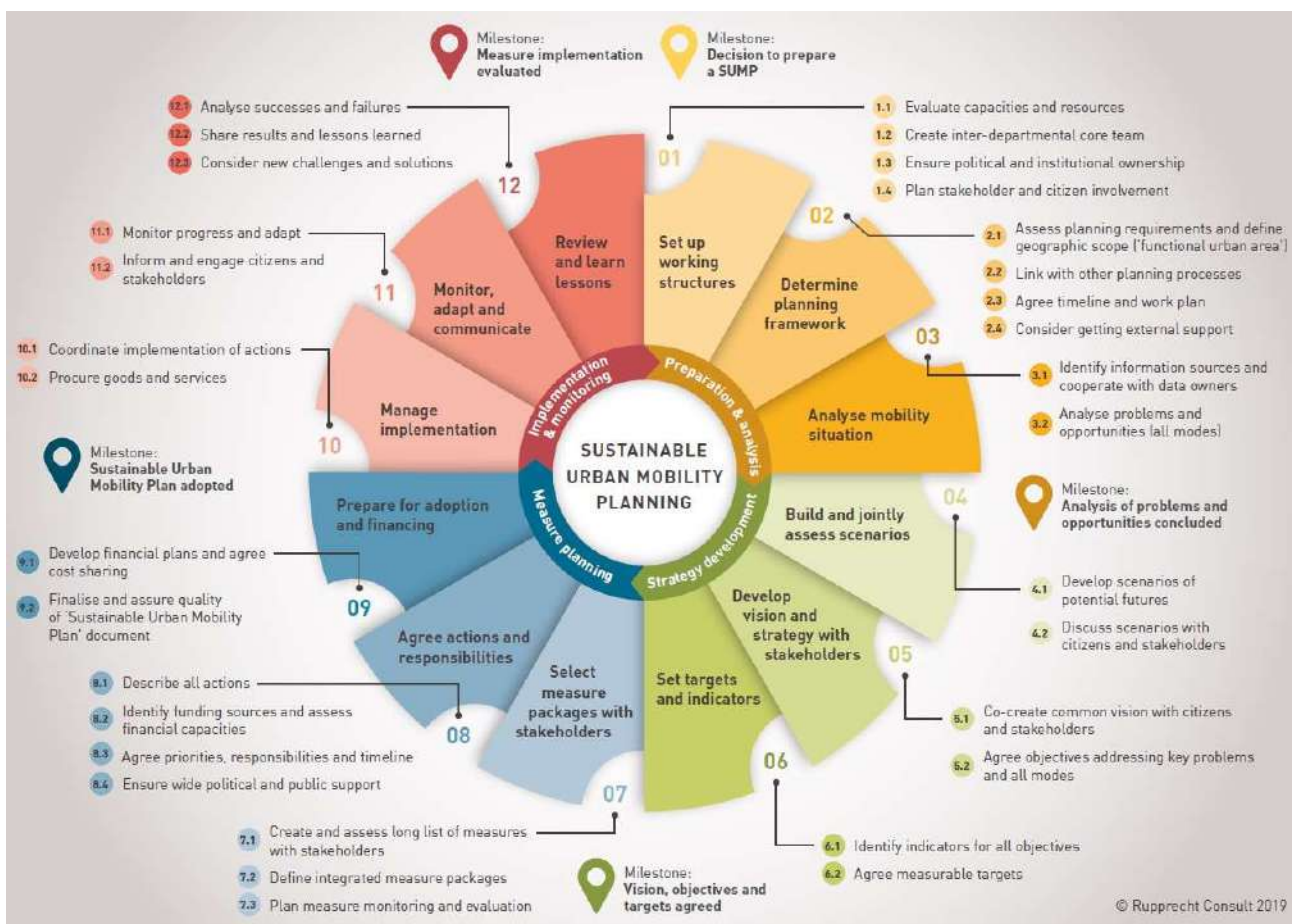 Milestone:
Measure implementation
evaluated
Milestone:
Decision to prepare
a SUMP
12.1 Analyse successes and failures
12.2 Share results and lessons learned
12.3 Consider new challenges and solutions
1.1 Evaluate capacities and resources
1.2 Create inter-departmental core team
1.3 Ensure political and institutional ownership
1.4 Plan stakeholder and citizen involvement
01
Set up
working
structures
02
Determine
planning
framework
2.1 Assess planning requirements and define
geographic scope ('functional urban area')
2.2 Link with other planning processes
2.3 Agree timeline and work plan
2.4 Consider getting external support
03
Analyse mobility
situation
3.1 Identify information sources and
cooperate with data owners
3.2 Analyse problems and
opportunities (all modes)
Milestone:
Analysis of problems and
opportunities concluded
04
Build and jointly
assess scenarios
4.1 Develop scenarios of
potential futures
4.2 Discuss scenarios with
citizens and stakeholders
05
Develop
vision and
strategy with
stakeholders
5.1 Co-create common vision with citizens
and stakeholders
5.2 Agree objectives addressing key problems
and all modes
06
Set targets
and indicators
6.1 Identify indicators for all objectives
6.2 Agree measurable targets
Milestone:
Vision, objectives and
targets agreed
07
Select
measure
packages with
stakeholders
7.1 Create and assess long list of measures
with stakeholders
7.2 Define integrated measure packages
7.3 Plan measure monitoring and evaluation
08
Agree actions and
responsibilities
8.1 Describe all actions
8.2 Identify funding sources and assess
financial capacities
8.3 Agree priorities, responsibilities and timeline
8.4 Ensure wide political and public support
09
Prepare for adoption
and financing
9.1 Develop financial plans and agree
cost sharing
9.2 Finalise and assure quality
of 'Sustainable Urban Mobility
Plan' document
Milestone:
Sustainable Urban
Mobility Plan adopted
10
Manage
implementation
10.1 Coordinate implementation of actions
10.2 Procure goods and services
11
Monitor,
adapt and
communicate
11.1 Monitor progress and adapt
11.2 Inform and engage citizens and
stakeholders
12
Review
and learn
lessons
Preparation & analysis
Strategy development
Measure planning
Implementation
& monitoring
SUSTAINABLE
URBAN MOBILITY
PLANNING
© Rupprecht Consult 2019